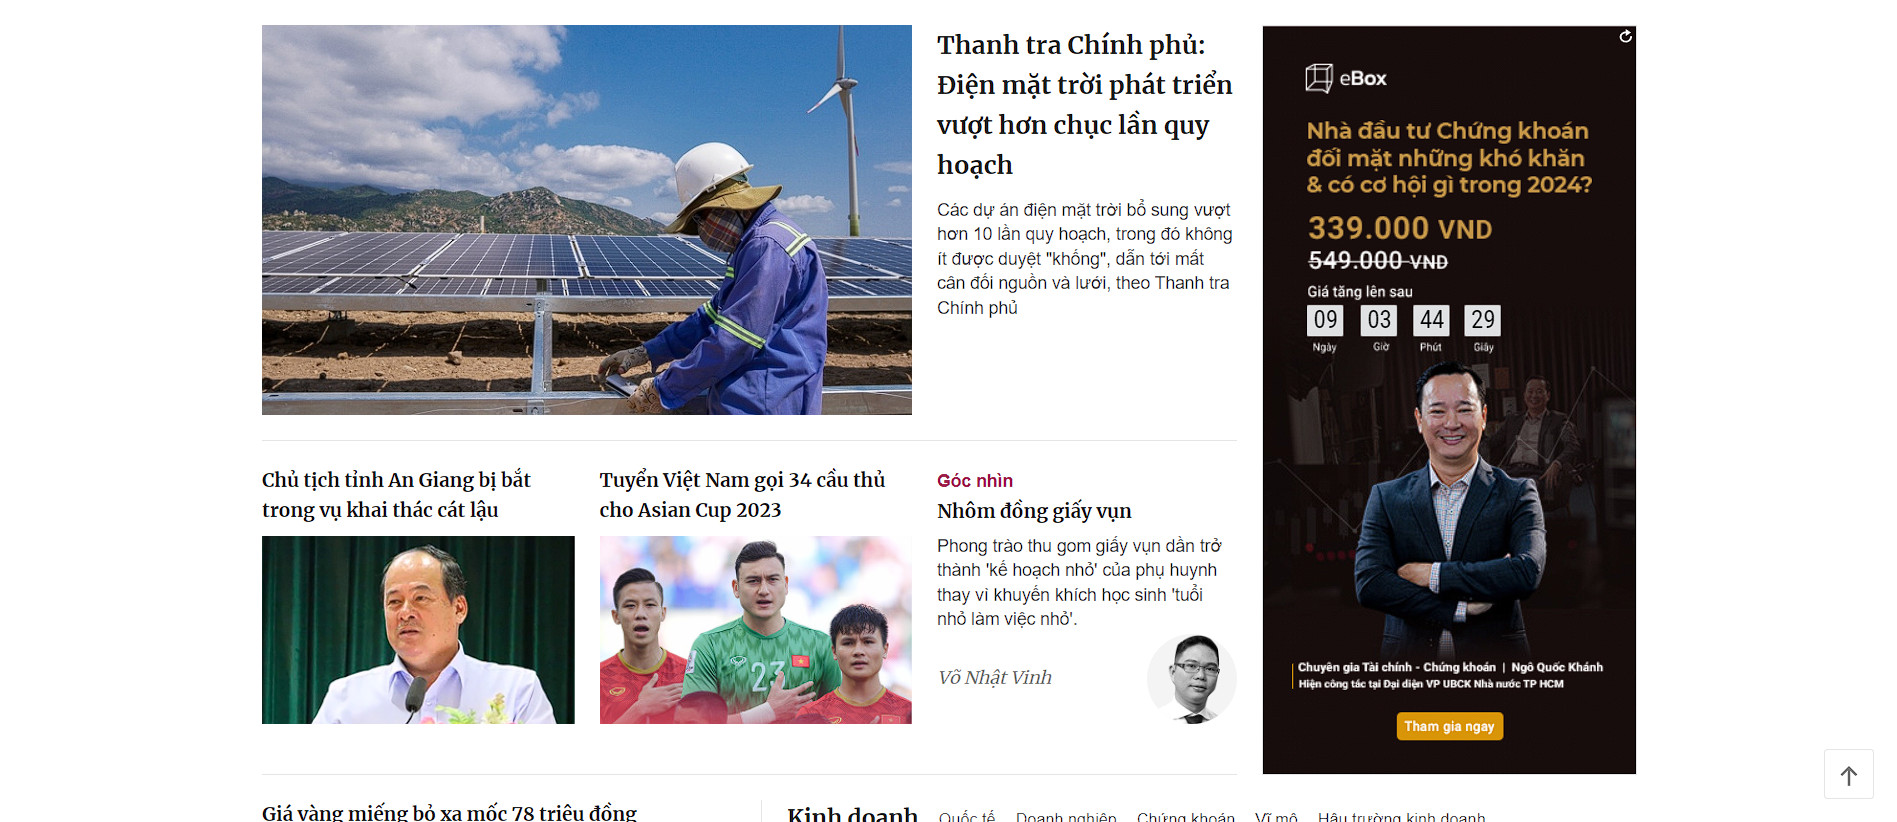 Thanh tra Chính phủ:
Điện mặt trời phát triển
vượt hơn chục lần quy
hoạch
Các dự án điện mặt trời bổ sung vượt
hơn 10 lần quy hoạch, trong đó không
ít được duyệt "khống", dẫn tới mất
cân đối nguồn và lưới, theo Thanh tra
Chính phủ
Chủ tịch tỉnh An Giang bị bắt
trong vụ khai thác cát lậu
Tuyển Việt Nam gọi 34 cầu thủ
cho Asian Cup 2023
23
Góc nhìn
Nhôm đồng giấy vụn
Phong trào thu gom giấy vụn dần trở
thành 'kế hoạch nhỏ' của phụ huynh
thay vì khuyến khích học sinh 'tuổi
nhỏ làm việc nhỏ'.
Võ Nhật Vinh
eBox
Nhà đầu tư Chứng khoán
đối mặt những khó khăn
& có cơ hội gì trong 2024?
339.000 VND
549.000 VND
Giá tăng lên sau
09 03 44 29
Ngày Giờ Phút Giây
Chuyên gia Tài chính - Chứng khoán | Ngô Quốc Khánh
Hiện công tác tại Đại diện VP UBCK Nhà nước TP HCM
Tham gia ngay
Giá vàng miếng bỏ xa mốc 78 triệu đồng
Kinh doanh Quốc tế Doanh nghiệp Chứng khoán Vĩ mô Hậu trường kinh doanh